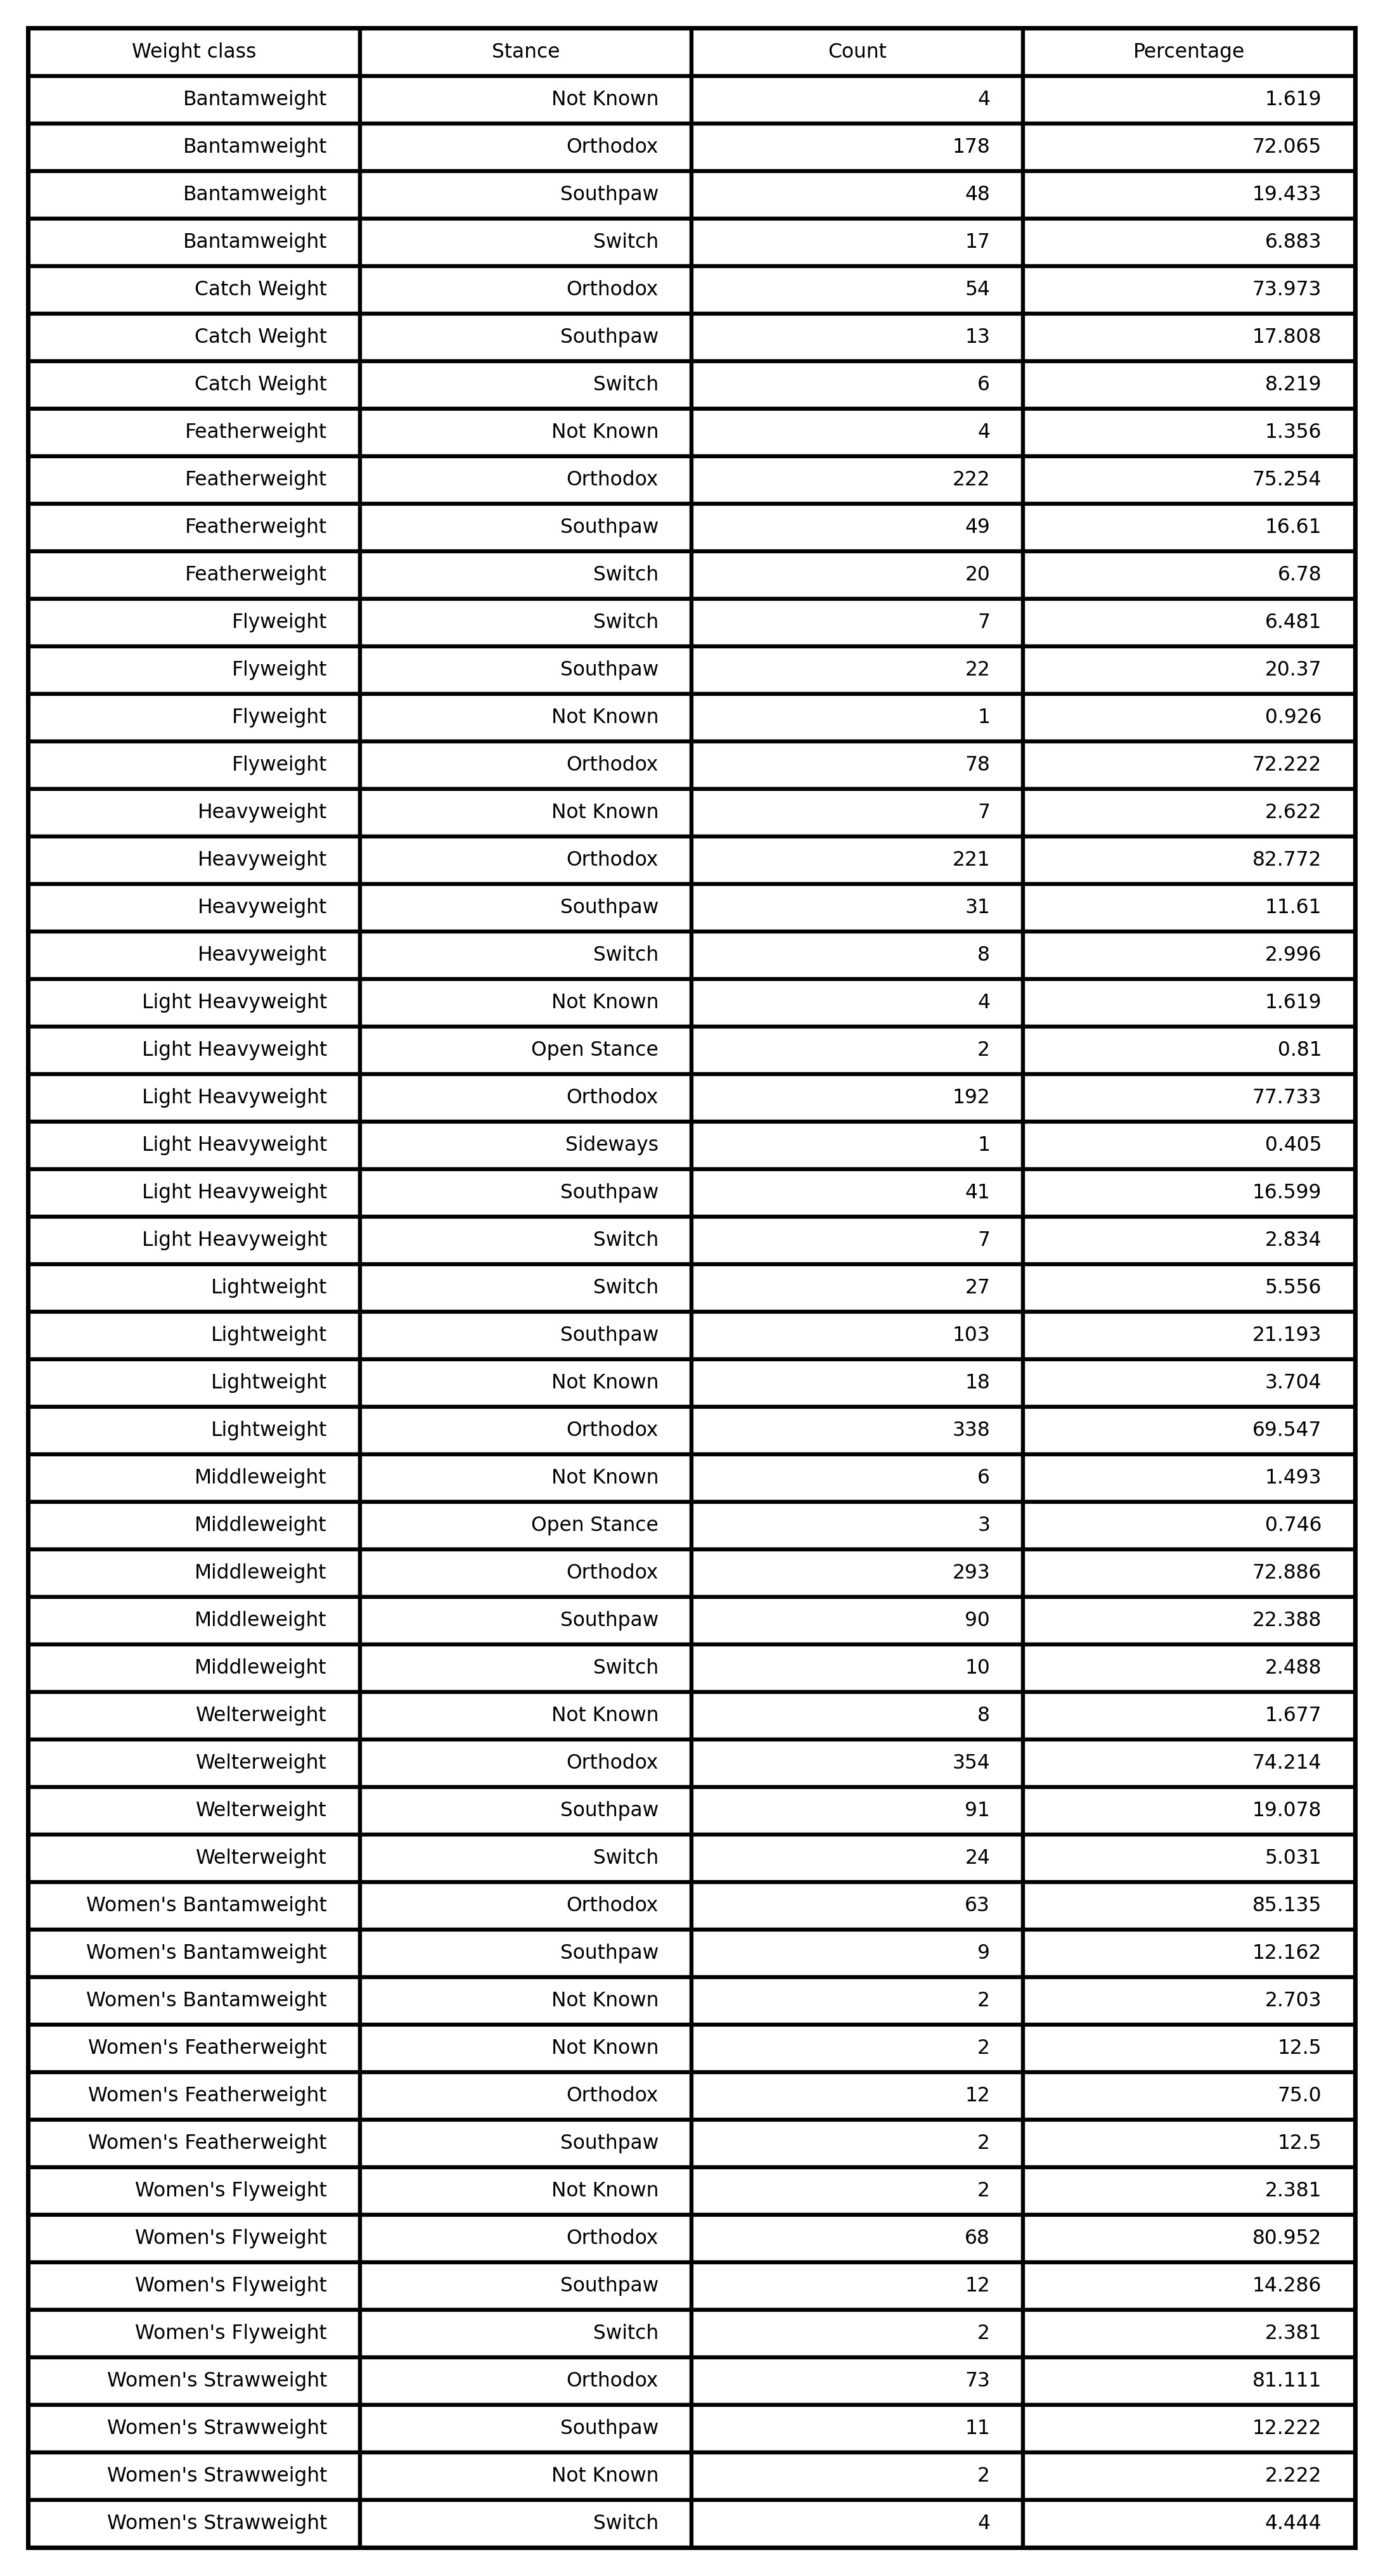 Weight class Stance Count Percentage
Bantamweight Not Known 4 1.619
Bantamweight Orthodox 178 72.065
Bantamweight Southpaw 48 19.433
Bantamweight Switch 17 6.883
Catch Weight Orthodox 54 73.973
Catch Weight Southpaw 13 17.808
Catch Weight Switch 6 8.219
Featherweight Not Known 4 1.356
Featherweight Orthodox 222 75.254
Featherweight Southpaw 49 16.61
Featherweight Switch 20 6.78
Flyweight Switch 7 6.481
Flyweight Southpaw 22 20.37
Flyweight Not Known 1 0.926
Flyweight Orthodox 78 72.222
Heavyweight Not Known 7 2.622
Heavyweight Orthodox 221 82.772
Heavyweight Southpaw 31 11.61
Heavyweight Switch 8 2.996
Light Heavyweight Not Known 4 1.619
Light Heavyweight Open Stance 2 0.81
Light Heavyweight Orthodox 192 77.733
Light Heavyweight Sideways 1 0.405
Light Heavyweight Southpaw 41 16.599
Light Heavyweight Switch 7 2.834
Lightweight Switch 27 5.556
Lightweight Southpaw 103 21.193
Lightweight Not Known 18 3.704
Lightweight Orthodox 338 69.547
Middleweight Not Known 6 1.493
Middleweight Open Stance 3 0.746
Middleweight Orthodox 293 72.886
Middleweight Southpaw 90 22.388
Middleweight Switch 10 2.488
Welterweight Not Known 8 1.677
Welterweight Orthodox 354 74.214
Welterweight Southpaw 91 19.078
Welterweight Switch 24 5.031
Women's Bantamweight Orthodox 63 85.135
Women's Bantamweight Southpaw 9 12.162
Women's Bantamweight Not Known 2 2.703
Women's Featherweight Not Known 2 12.5
Women's Featherweight Orthodox 12 75.0
Women's Featherweight Southpaw 2 12.5
Women's Flyweight Not Known 2 2.381
Women's Flyweight Orthodox 68 80.952
Women's Flyweight Southpaw 12 14.286
Women's Flyweight Switch 2 2.381
Women's Strawweight Orthodox 73 81.111
Women's Strawweight Southpaw 11 12.222
Women's Strawweight Not Known 2 2.222
Women's Strawweight Switch 4 4.444